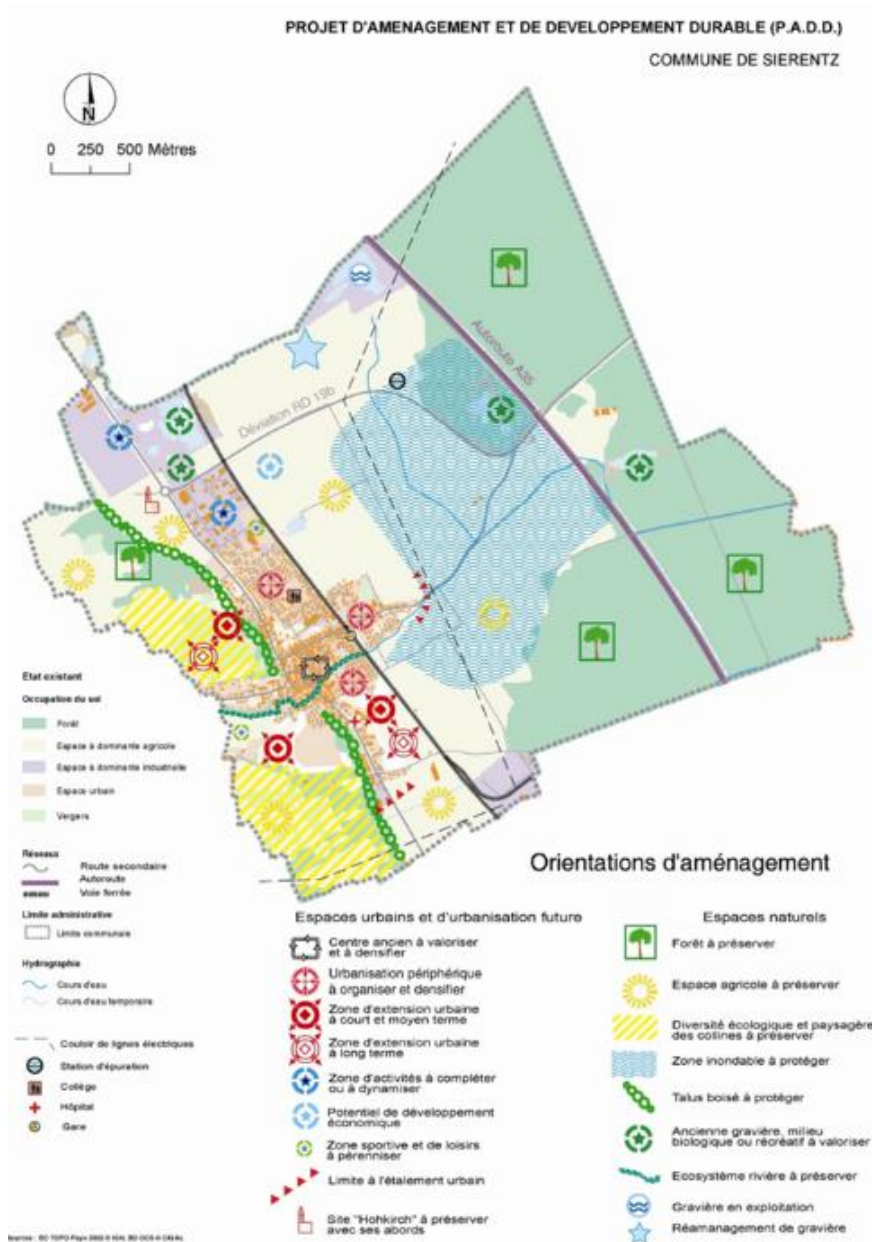 PROJET D'AMENAGEMENT ET DE DEVELOPPEMENT DURABLE (P.A.D.D.)
COMMUNE DE SIERENTZ
N
0 250 500 Mètres
Autoroute A35
Déviation RD 19b
Etat existant
Occupation du sol
Forêt
Espace à dominante agricole
Espace à dominante industrielle
Espace urbain
Vergers
Réseaux
Route secondaire
Autoroute
Voie ferrée
Limite administrative
Limite communale
Hydrographie
Cours d'eau
Cours d'eau temporaire
Couloir de lignes électriques
Station d'épuration
Collège
Hôpital
Gare
Orientations d'aménagement
Espaces urbains et d'urbanisation future
Centre ancien à valoriser
et à densifier
Urbanisation périphérique
à organiser et densifier
Zone d'extension urbaine
à court et moyen terme
Zone d'extension urbaine
à long terme
Zone d'activités à compléter
ou à dynamiser
Potentiel de développement
économique
Zone sportive et de loisirs
à pérenniser
Limite à l'étalement urbain
Site "Hohkirch" à préserver
avec ses abords
Espaces naturels
Forêt à préserver
Espace agricole à préserver
Diversité écologique et paysagère
des collines à préserver
Zone inondable à protéger
Talus boisé à protéger
Ancienne gravière, milieu
biologique ou récréatif à valoriser
Ecosystème rivière à préserver
Gravière en exploitation
Réamanagement de gravière